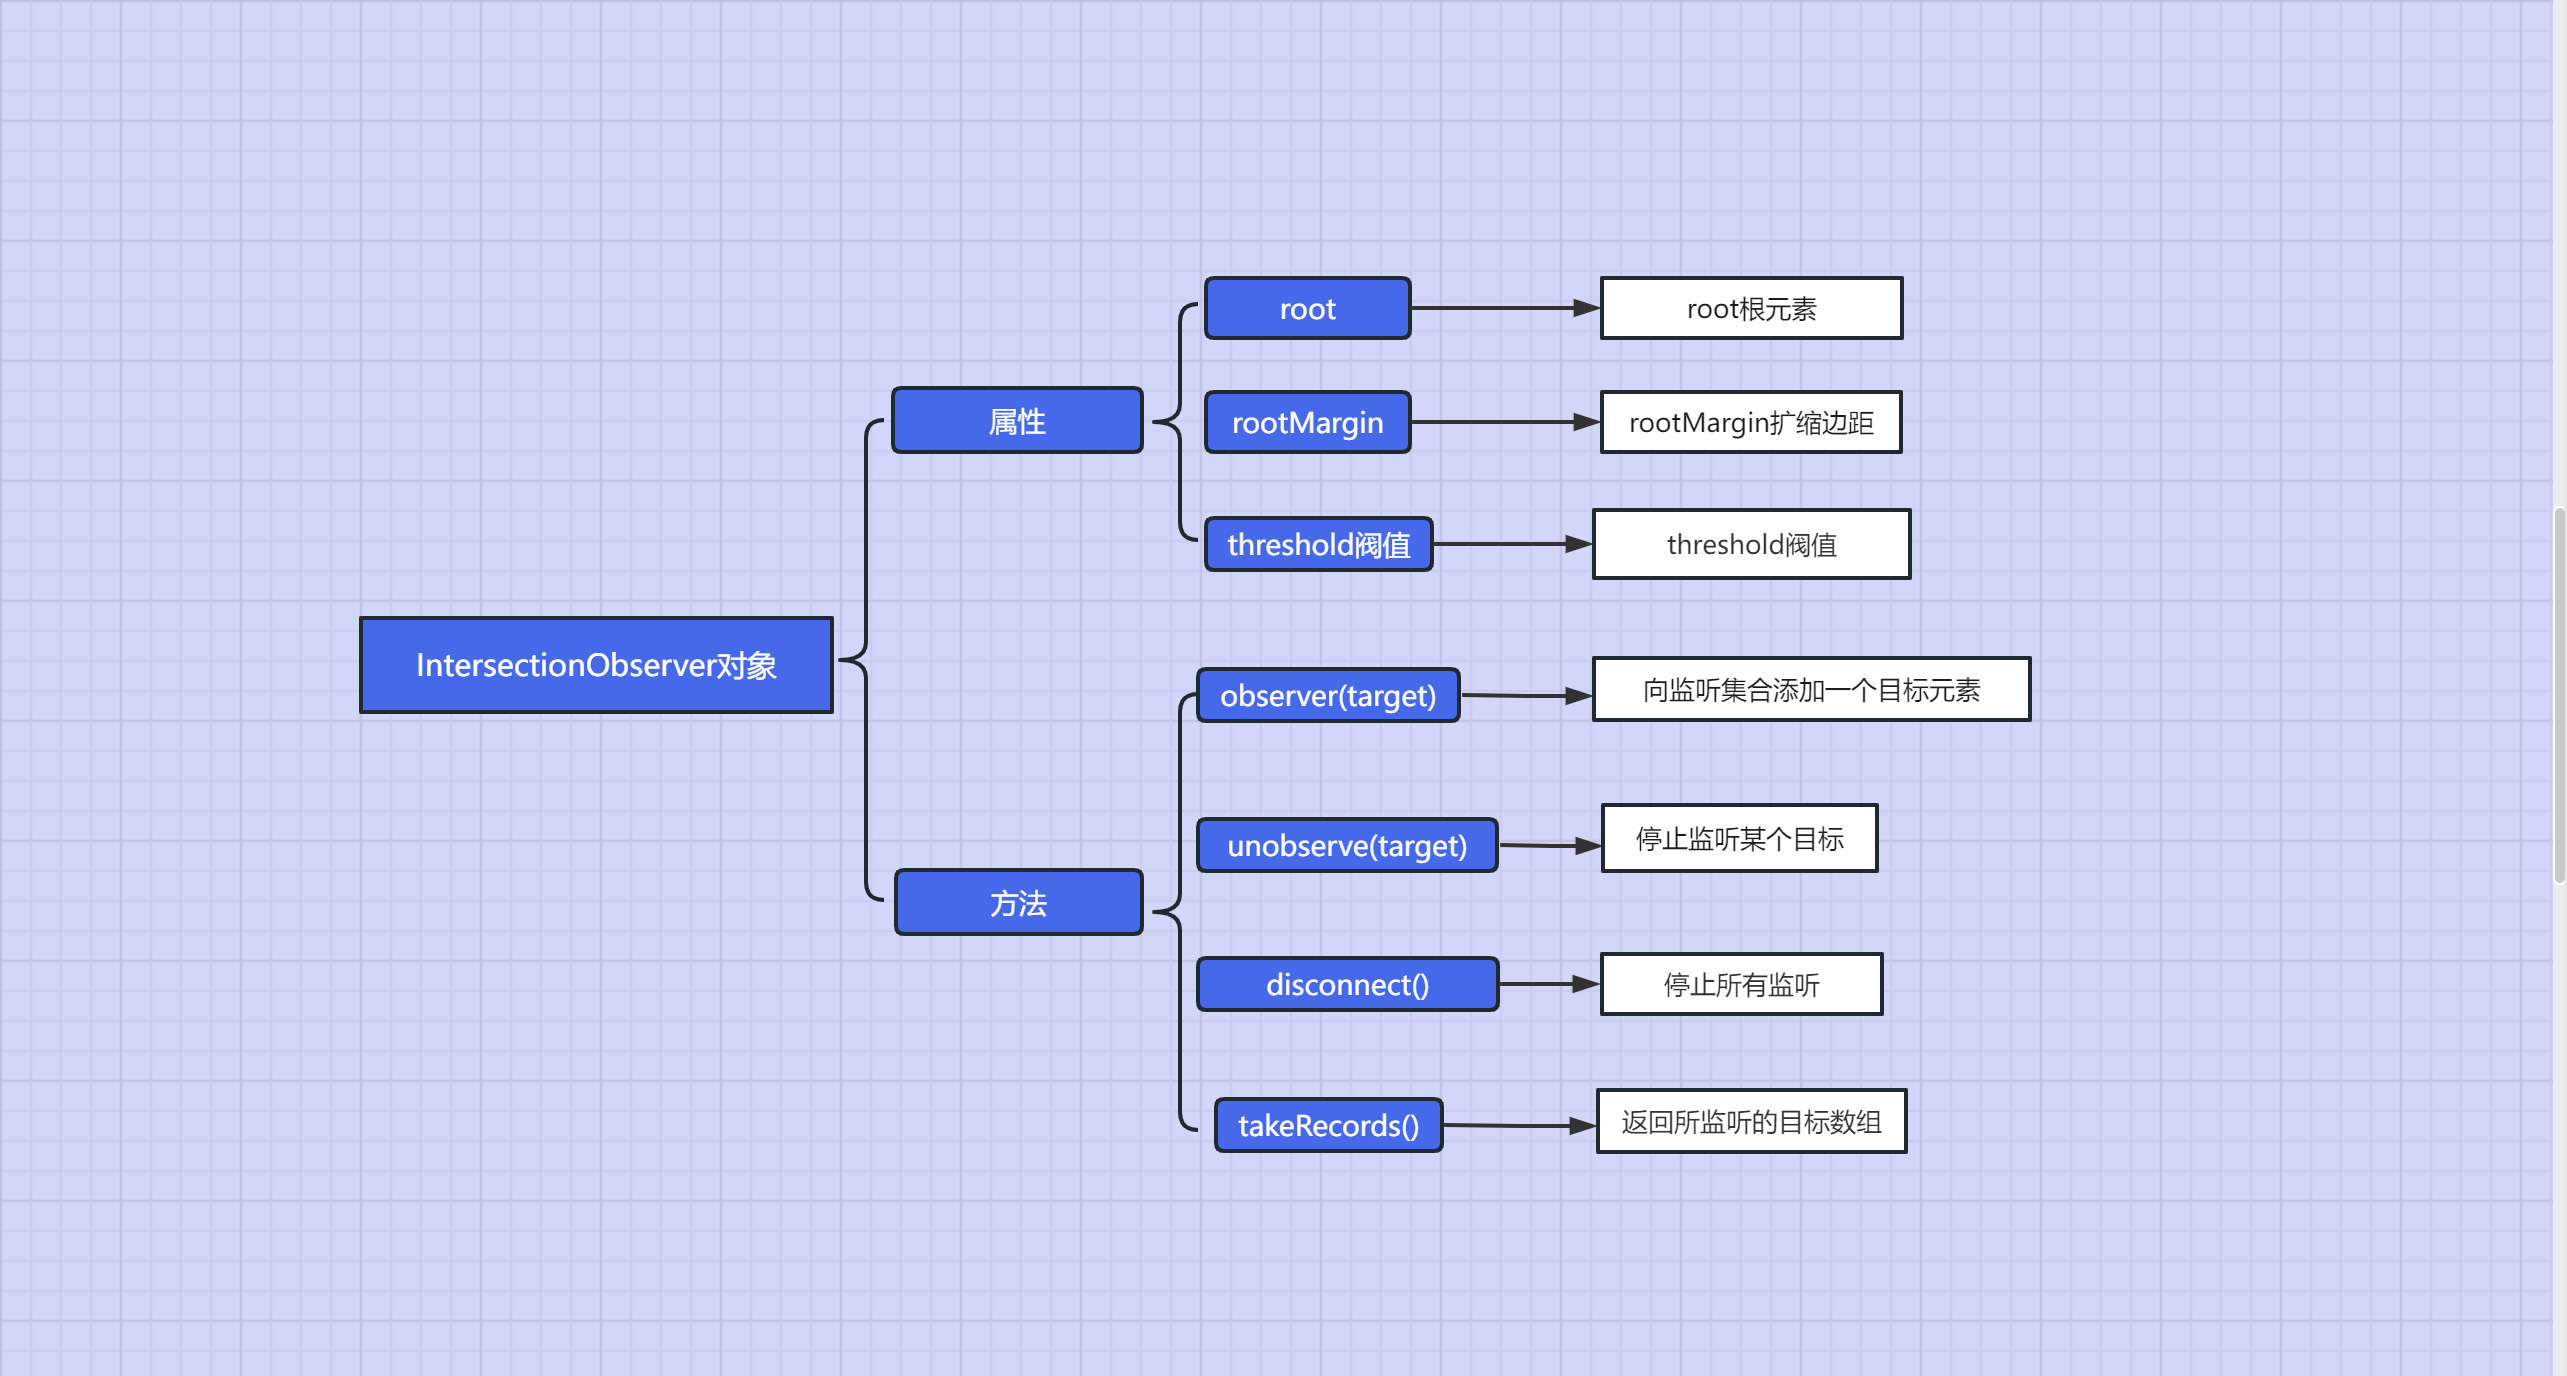 IntersectionObserver对象
属性
root
root根元素
rootMargin
rootMargin扩缩边距
threshold阀值
threshold阀值
方法
observer(target)
向监听集合添加一个目标元素
unobserve(target)
停止监听某个目标
disconnect()
停止所有监听
takeRecords()
返回所监听的目标数组